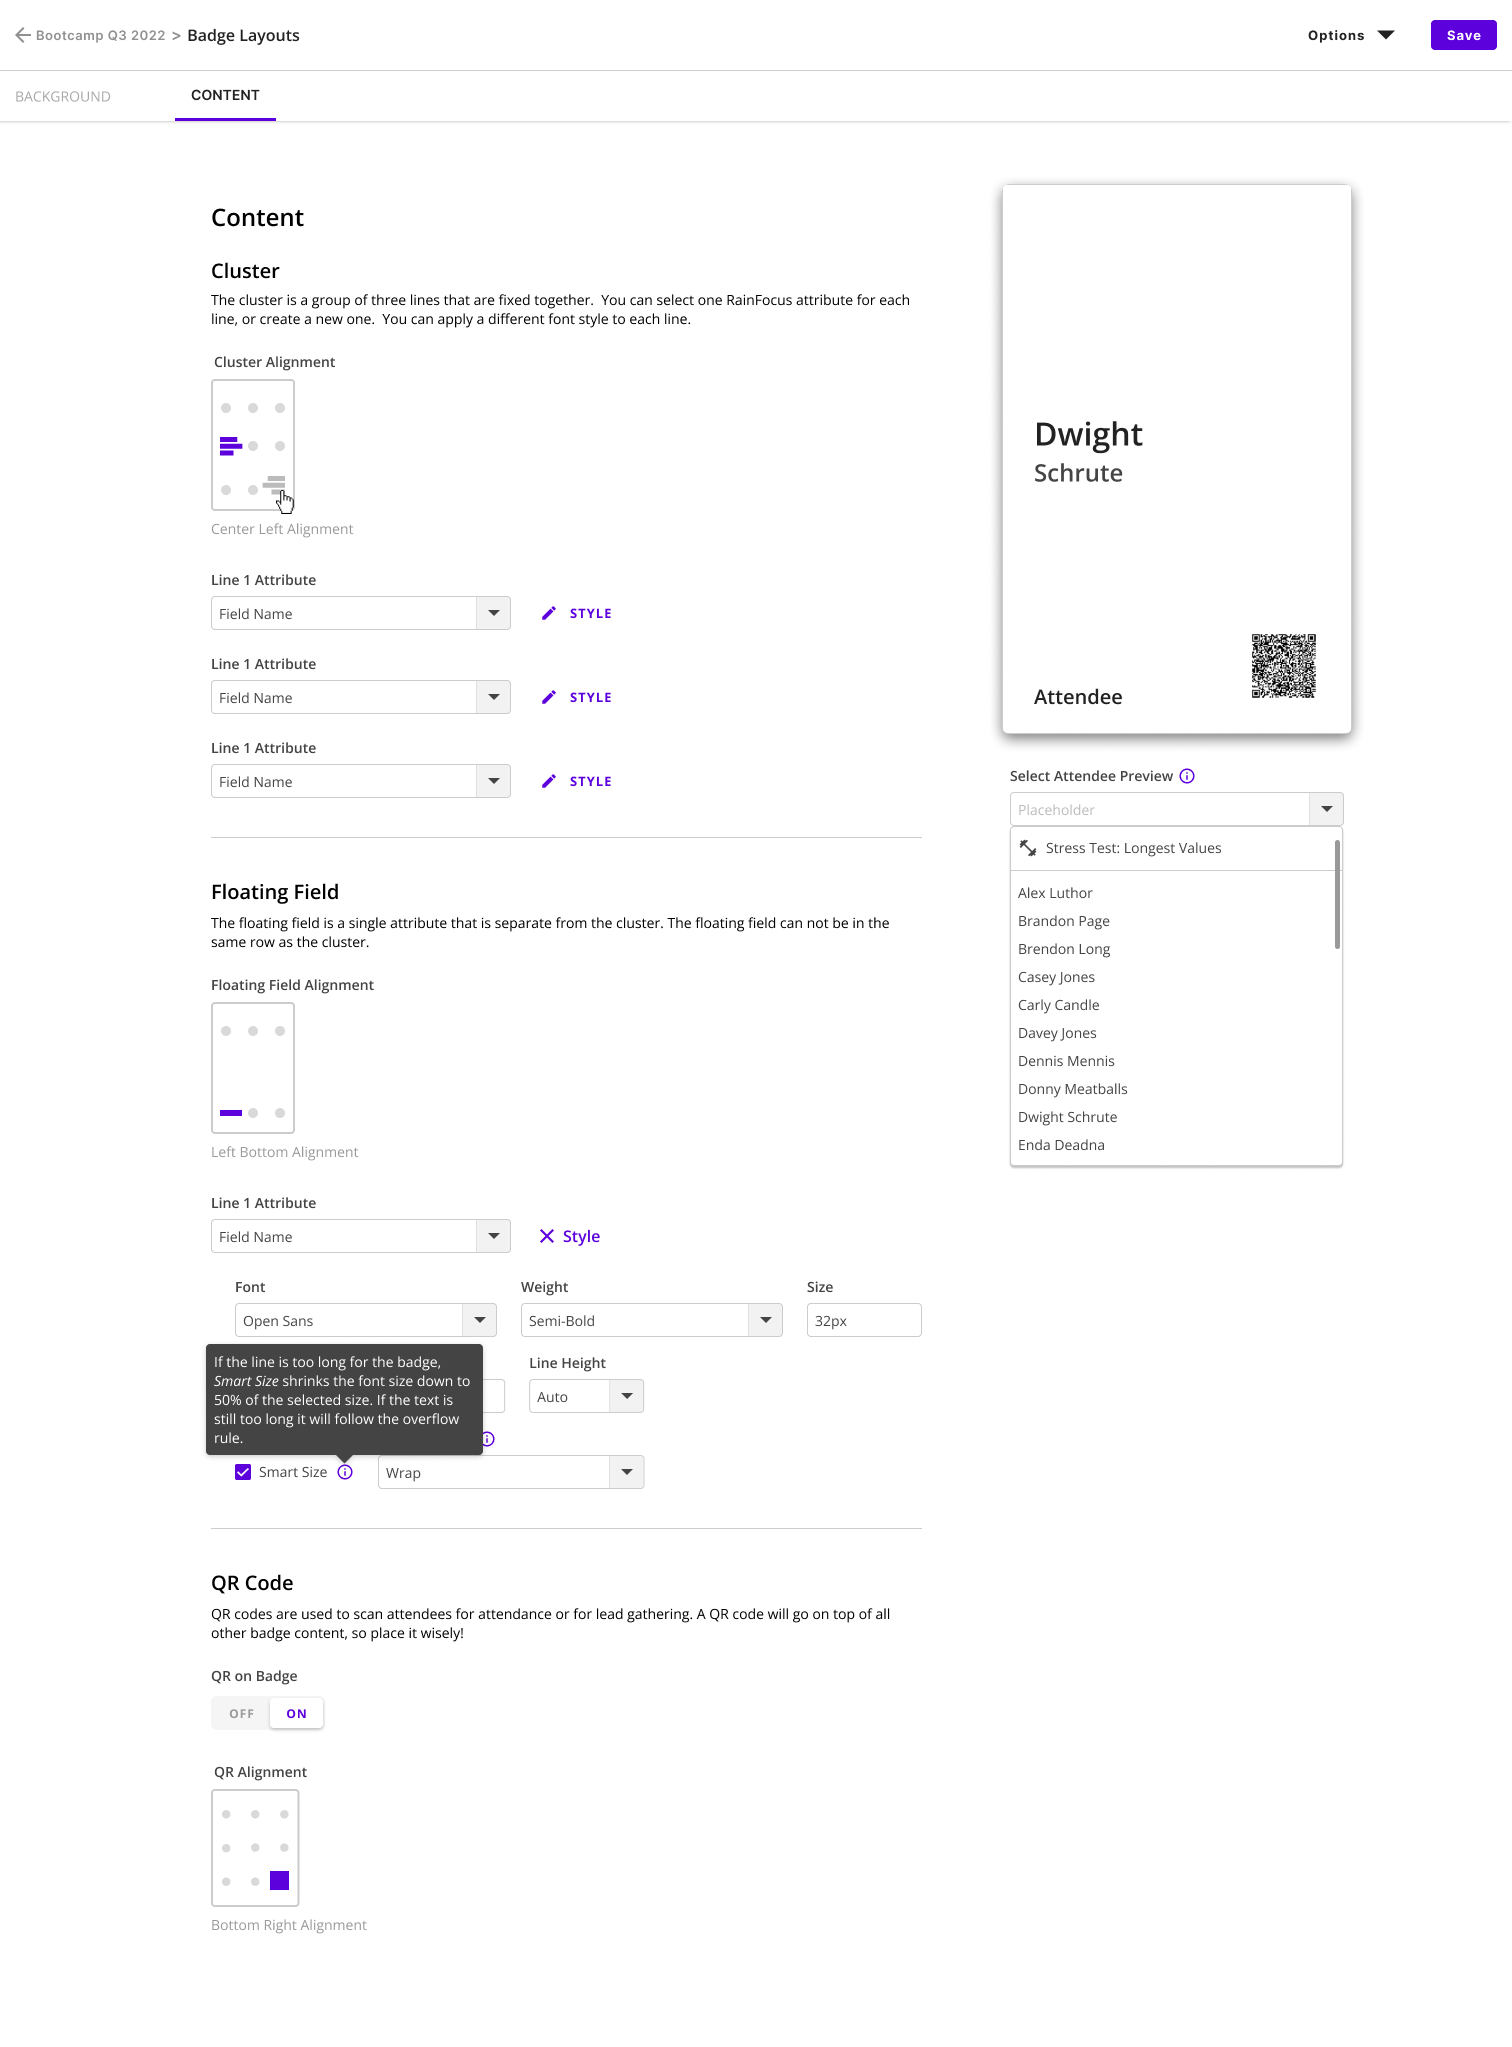 Bootcamp Q3 2022 > Badge Layouts
Options
Save
BACKGROUND
CONTENT
Content
Cluster
The cluster is a group of three lines that are fixed together.  You can select one RainFocus attribute for each
line, or create a new one.  You can apply a different font style to each line.
Cluster Alignment
Center Left Alignment
Line 1 Attribute
Field Name
STYLE
Line 1 Attribute
Field Name
STYLE
Line 1 Attribute
Field Name
STYLE
Floating Field
The floating field is a single attribute that is separate from the cluster. The floating field can not be in the
same row as the cluster.
Floating Field Alignment
Left Bottom Alignment
Line 1 Attribute
Field Name
Style
Font
Weight
Size
Open Sans
Semi-Bold
32px
If the line is too long for the badge,
Smart Size shrinks the font size down to
50% of the selected size. If the text is
still too long it will follow the overflow
rule.
Line Height
Auto
Smart Size
Wrap
QR Code
QR codes are used to scan attendees for attendance or for lead gathering. A QR code will go on top of all
other badge content, so place it wisely!
QR on Badge
OFF
ON
QR Alignment
Bottom Right Alignment
Dwight
Schrute
Attendee
Select Attendee Preview
Placeholder
Stress Test: Longest Values
Alex Luthor
Brandon Page
Brendon Long
Casey Jones
Carly Candle
Davey Jones
Dennis Mennis
Donny Meatballs
Dwight Schrute
Enda Deadna